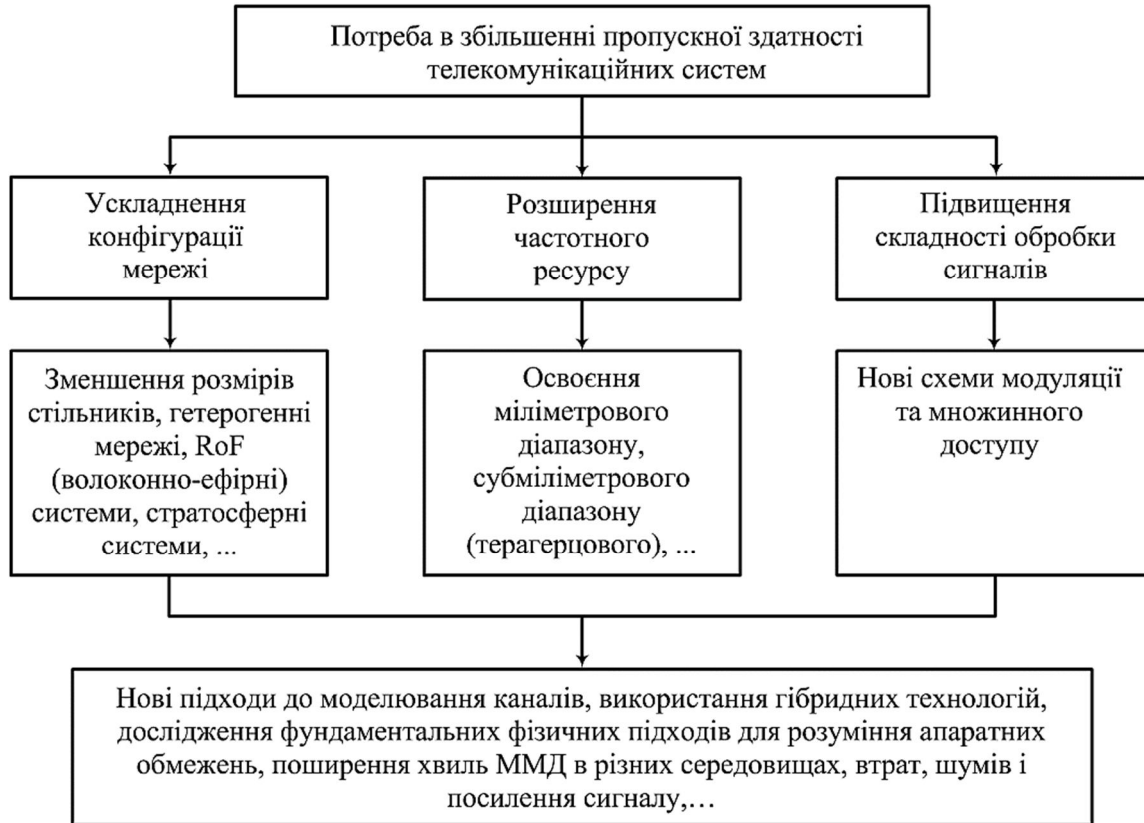 Потреба в збільшенні пропускної здатності
телекомунікаційних систем
Ускладнення
конфігурації
мережі
Розширення
частотного
ресурсу
Підвищення
складності обробки
сигналів
Зменшення розмірів
стільників, гетерогенні
мережі, RoF
(волоконно-ефірні)
системи, стратосферні
системи, ...
Освоєння
міліметрового
діапазону,
субміліметрового
діапазону
(терагерцового), ...
Нові схеми модуляції
та множинного
доступу
Нові підходи до моделювання каналів, використання гібридних технологій,
дослідження фундаментальних фізичних підходів для розуміння апаратних
обмежень, поширення хвиль ММД в різних середовищах, втрат, шумів і
посилення сигналу,…